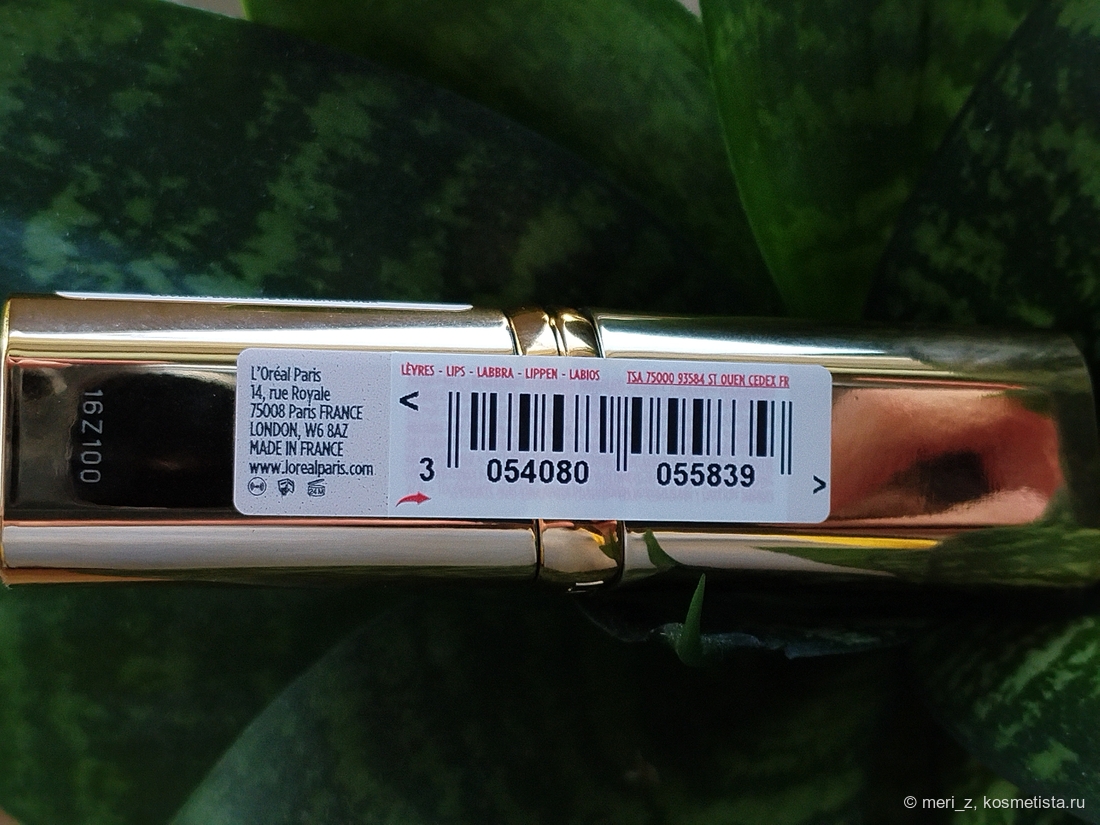 16Z100
L'Oréal Paris
14, rue Royale
75008 Paris FRANCE
LONDON, W6 8AZ
MADE IN FRANCE
www.lorealparis.com
24M
LÈVRES - LIPS - LABBRA - LIPPEN - LABIOS
TSA 75000 93584 ST OUEN CEDEX FR
<
3 054080 055839
>
© meri_z, kosmetista.ru